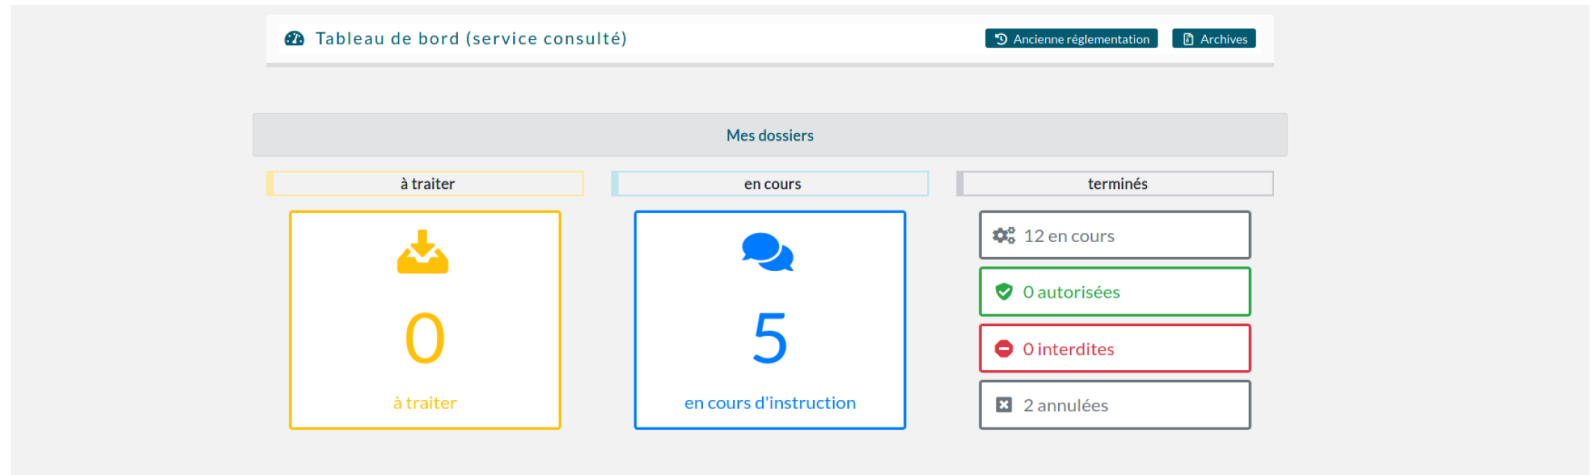 Tableau de bord (service consulté)
Ancienne réglementation
Archives
Mes dossiers
à traiter
en cours
terminés
0
à traiter
5
en cours d'instruction
12 en cours
0 autorisées
0 interdites
2 annulées